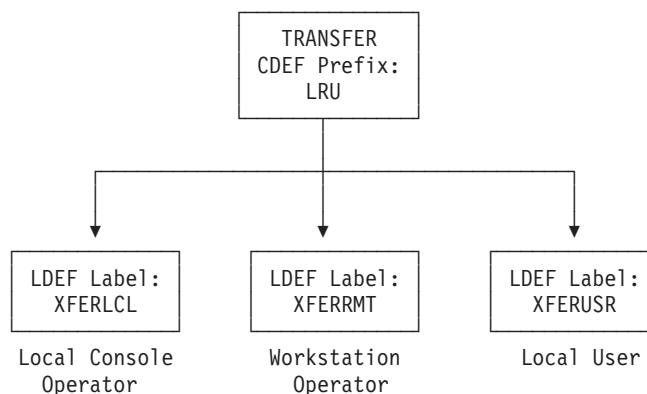 TRANSFER
CDEF Prefix:
LRU
LDEF Label:
XFERLCL
LDEF Label:
XFERRMT
LDEF Label:
XFERUSR
Local Console
Operator
Workstation
Operator
Local User